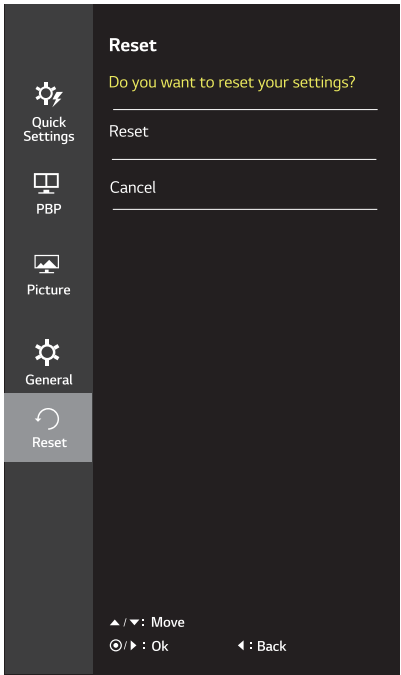 Reset
Do you want to reset your settings?
Reset
Cancel
Quick
Settings
PBP
Picture
General
Reset
▲/▼: Move
⦿/▶ : Ok
◀ : Back